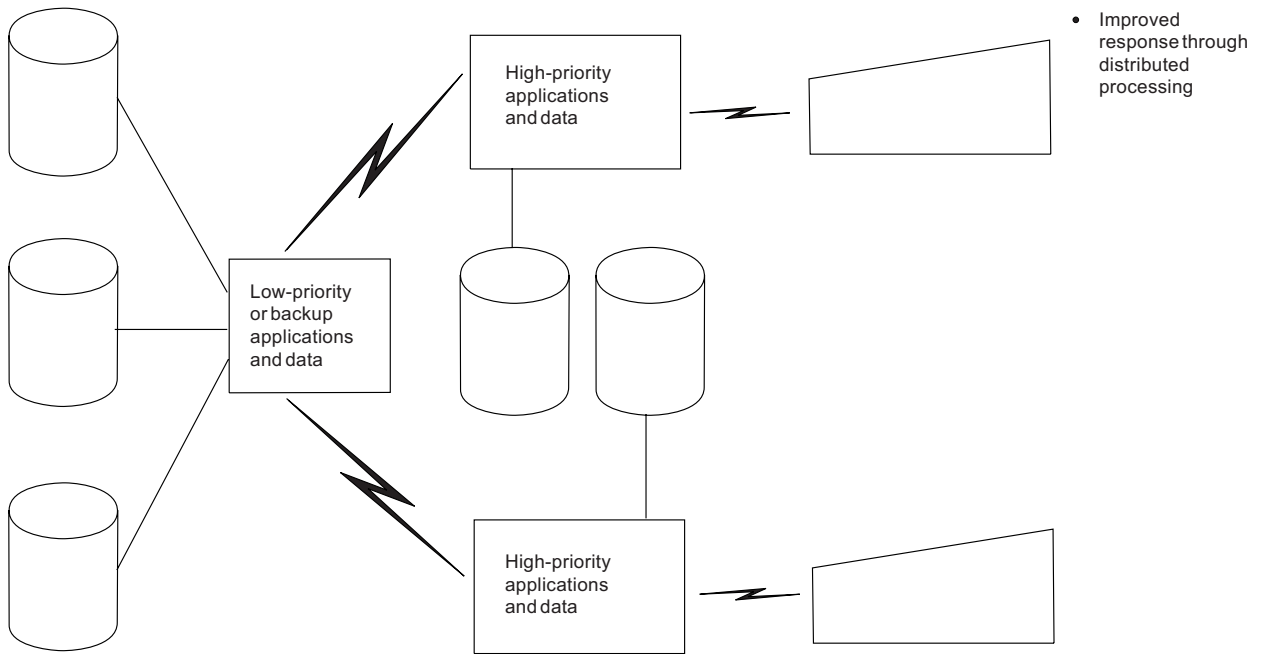 • Improved
response through
distributed
processing
High-priority
applications
and data
Low-priority
or backup
applications
and data
High-priority
applications
and data